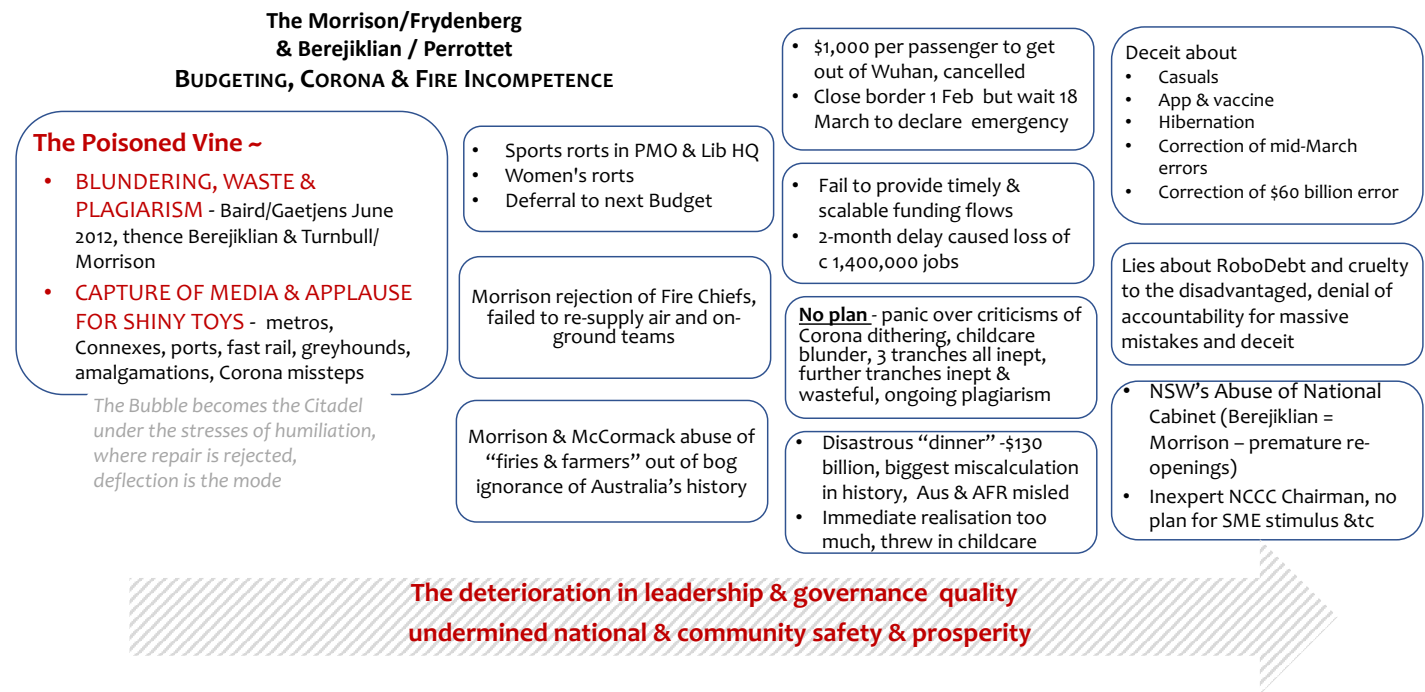 The Morrison/Frydenberg
& Berejiklian / Perrottet
BUDGETING, CORONA & FIRE INCOMPETENCE
The Poisoned Vine ~
• BLUNDERING, WASTE &
PLAGIARISM - Baird/Gaetjens June
2012, thence Berejiklian & Turnbull/
Morrison
• CAPTURE OF MEDIA & APPLAUSE
FOR SHINY TOYS - metros,
Connexes, ports, fast rail, greyhounds,
amalgamations, Corona missteps
The Bubble becomes the Citadel
under the stresses of humiliation,
where repair is rejected,
deflection is the mode
• Sports rorts in PMO & Lib HQ
• Women's rorts
• Deferral to next Budget
Morrison rejection of Fire Chiefs,
failed to re-supply air and on-
ground teams
Morrison & McCormack abuse of
“firies & farmers” out of bog
ignorance of Australia’s history
• $1,000 per passenger to get
out of Wuhan, cancelled
• Close border 1 Feb but wait 18
March to declare emergency
• Fail to provide timely &
scalable funding flows
• 2-month delay caused loss of
c 1,400,000 jobs
No plan - panic over criticisms of
Corona dithering, childcare
blunder, 3 tranches all inept,
further tranches inept &
wasteful, ongoing plagiarism
• Disastrous “dinner” -$130
billion, biggest miscalculation
in history, Aus & AFR misled
• Immediate realisation too
much, threw in childcare
Deceit about
• Casuals
• App & vaccine
• Hibernation
• Correction of mid-March
errors
• Correction of $60 billion error
Lies about RoboDebt and cruelty
to the disadvantaged, denial of
accountability for massive
mistakes and deceit
• NSW’s Abuse of National
Cabinet (Berejiklian =
Morrison – premature re-
openings)
• Inexpert NCCC Chairman, no
plan for SME stimulus &tc
The deterioration in leadership & governance quality
undermined national & community safety & prosperity